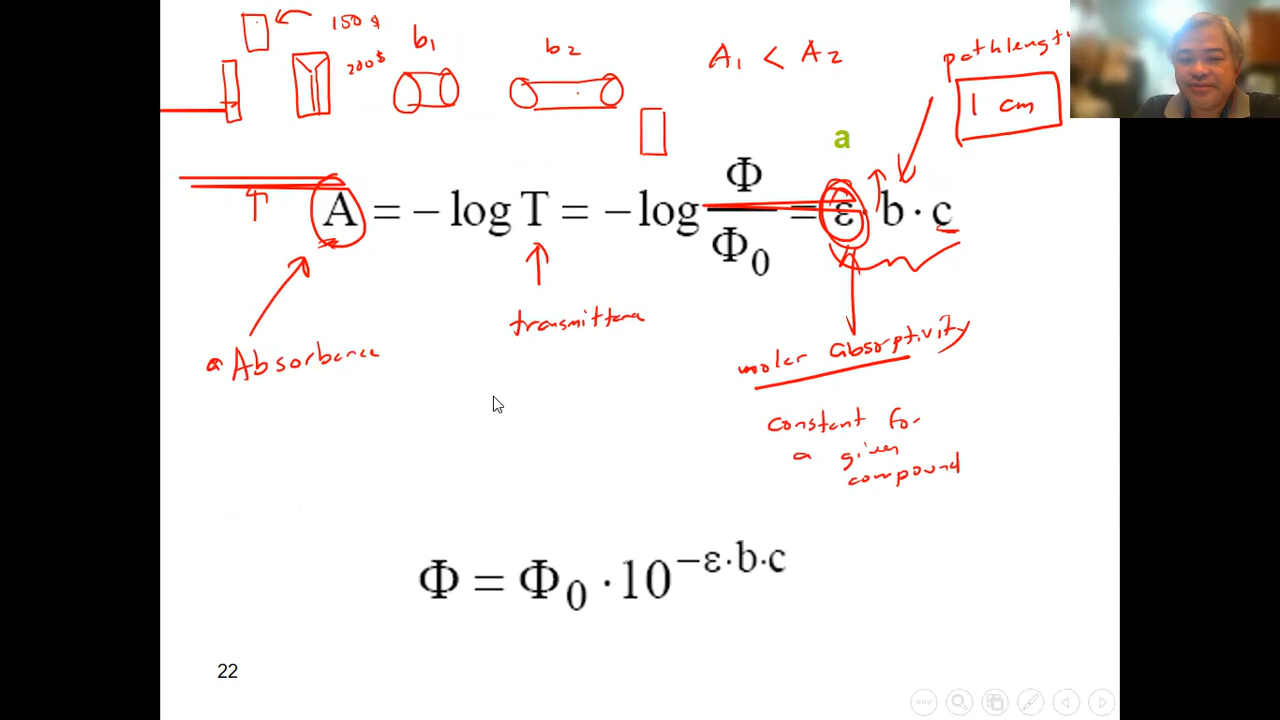 150 $
200 $
b1
b2
A1 < A2
pathlength
1 cm
a
A = − log T = − log Φ/Φ0 = ε · b · c
transmittance
Absorbance
molar absorptivity
constant for
a given
compound
Φ = Φ0 · 10^−ε·b·c
22